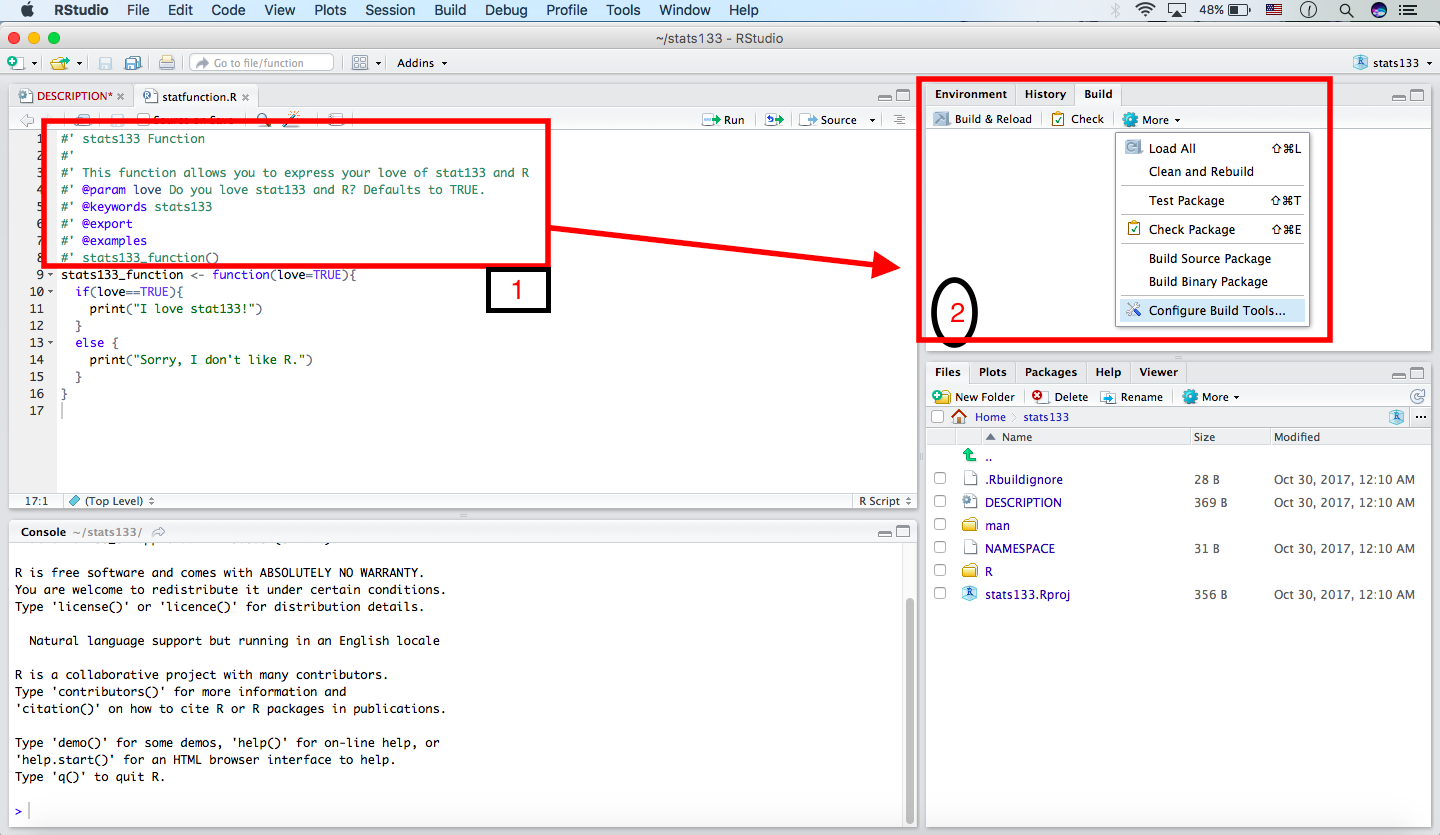 RStudio File Edit Code View Plots Session Build Debug Profile Tools Window Help 48%
~/stats133 - RStudio
Go to file/function Addins stats133
DESCRIPTION* statfunction.R
Source on Save Run Source
1 #' stats133 Function
2 #'
3 #' This function allows you to express your love of stat133 and R
4 #' @param love Do you love stat133 and R? Defaults to TRUE.
5 #' @keywords stats133
6 #' @export
7 #' @examples
8 #' stats133_function()
9 stats133_function <- function(love=TRUE){
10 if(love==TRUE){
11 print("I love stat133!")
12 }
13 else {
14 print("Sorry, I don't like R.")
15 }
16 }
17
1
17:1 (Top Level) R Script
Console ~/stats133/
R is free software and comes with ABSOLUTELY NO WARRANTY.
You are welcome to redistribute it under certain conditions.
Type 'license()' or 'licence()' for distribution details.
Natural language support but running in an English locale
R is a collaborative project with many contributors.
Type 'contributors()' for more information and
'citation()' on how to cite R or R packages in publications.
Type 'demo()' for some demos, 'help()' for on-line help, or
'help.start()' for an HTML browser interface to help.
Type 'q()' to quit R.
>
Environment History Build
Build & Reload Check More
Load All ⇧⌘L
Clean and Rebuild
Test Package ⇧⌘T
Check Package ⇧⌘E
Build Source Package
Build Binary Package
Configure Build Tools...
2
Files Plots Packages Help Viewer
New Folder Delete Rename More
Home stats133
Name Size Modified
..
.Rbuildignore 28 B Oct 30, 2017, 12:10 AM
DESCRIPTION 369 B Oct 30, 2017, 12:10 AM
man
NAMESPACE 31 B Oct 30, 2017, 12:10 AM
R
stats133.Rproj 356 B Oct 30, 2017, 12:10 AM